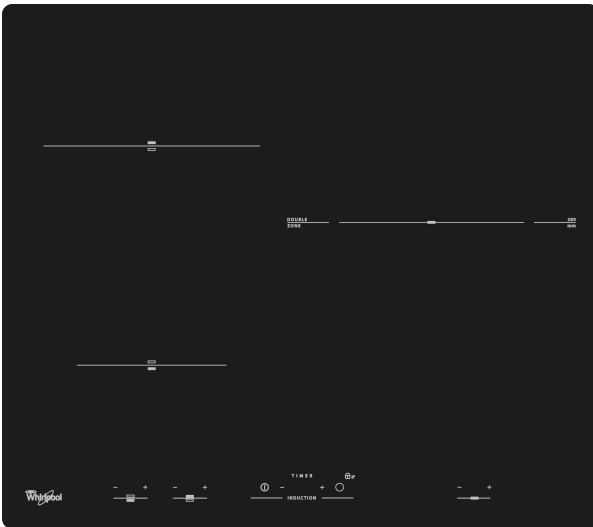 DOUBLE
ZONE
280
mm
TIMER
Whirlpool
- +
- +
- +
- +
INDUCTION